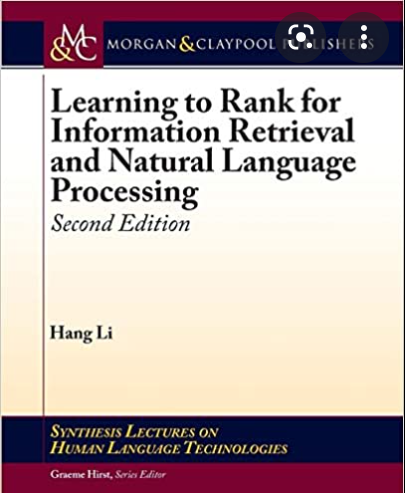 M
&C MORGAN & CLAYPOOL PUBLISHERS
Learning to Rank for
Information Retrieval
and Natural Language
Processing
Second Edition
Hang Li
SYNTHESIS LECTURES ON
HUMAN LANGUAGE TECHNOLOGIES
Graeme Hirst, Series Editor